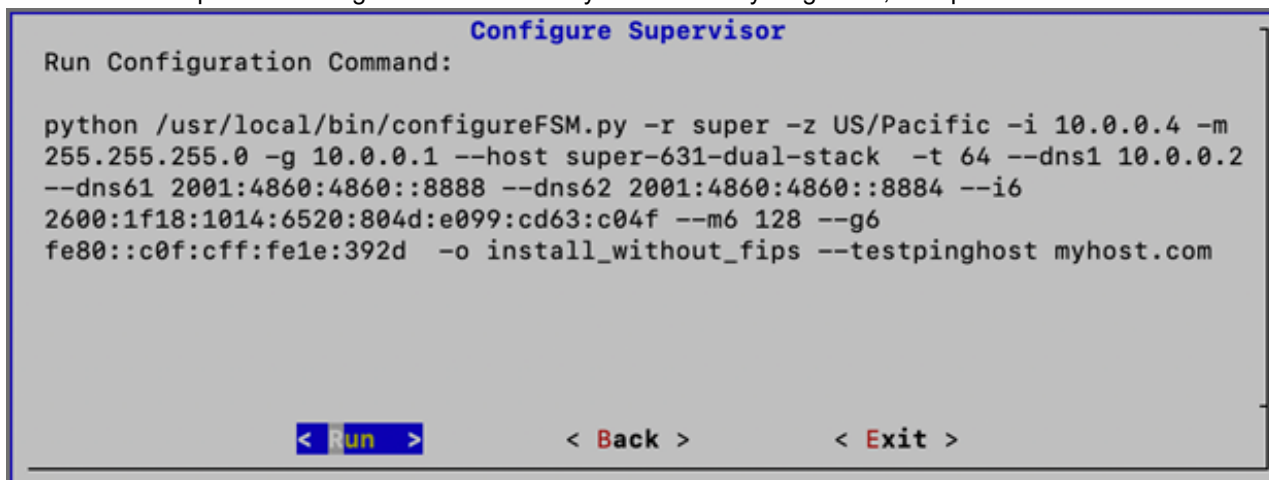 Configure Supervisor
Run Configuration Command:
python /usr/local/bin/configureFSM.py -r super -z US/Pacific -i 10.0.0.4 -m
255.255.255.0 -g 10.0.0.1 --host super-631-dual-stack  -t 64 --dns1 10.0.0.2
--dns61 2001:4860:4860::8888 --dns62 2001:4860:4860::8884 --i6
2600:1f18:1014:6520:804d:e099:cd63:c04f --m6 128 --g6
fe80::c0f:cff:fe1e:392d  -o install_without_fips --testpinghost myhost.com
< Run > < Back > < Exit >